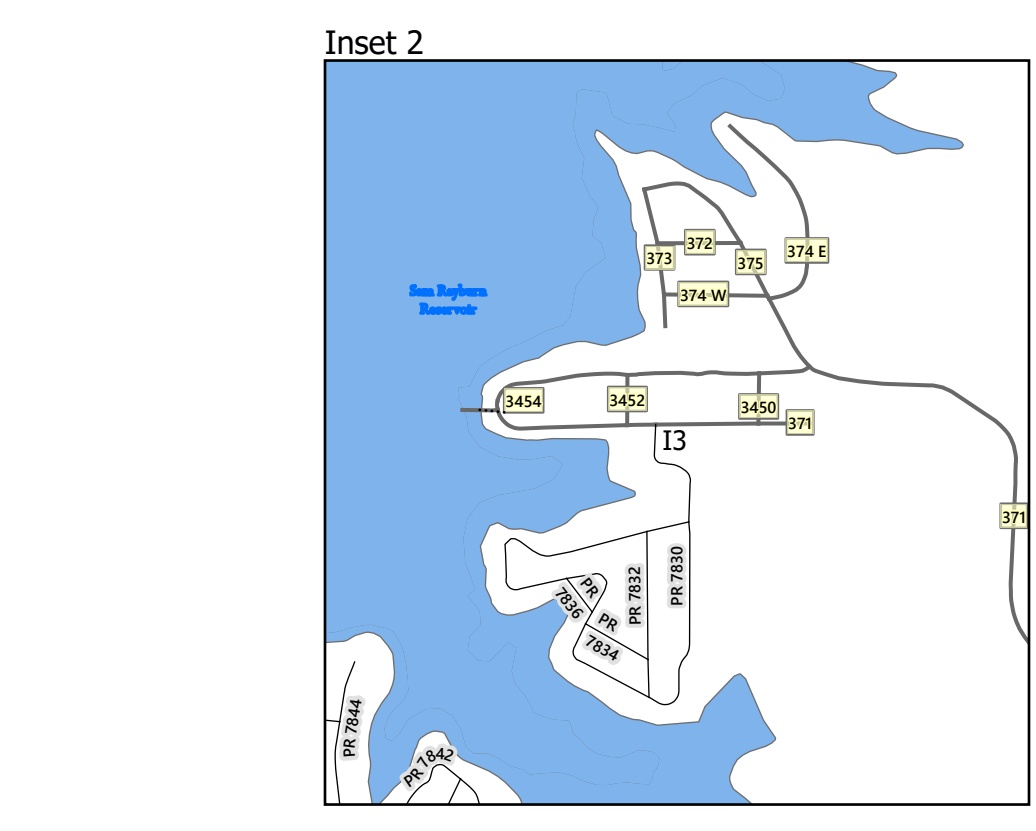 Inset 2
372
374 E
373
375
374 W
Sam Rayburn
Reservoir
3454
3452
3450
371
I3
371
PR 7830
PR 7832
PR
7836
PR
7834
PR 7844
PR 7842